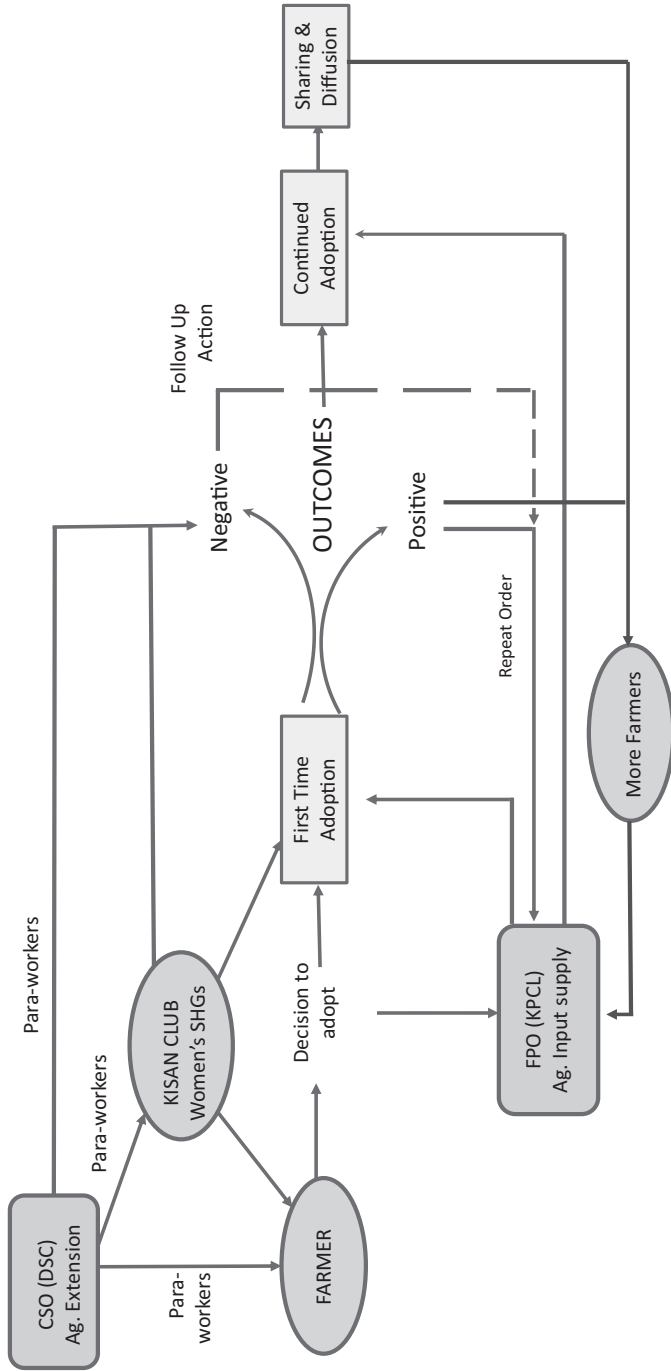 CSO (DSC)
Ag. Extension
Para-workers
Para-workers
Para-
workers
KISAN CLUB
Women’s SHGs
FARMER
Decision to
adopt
First Time
Adoption
Negative
OUTCOMES
Positive
Follow Up
Action
Continued
Adoption
Sharing &
Diffusion
Repeat Order
FPO (KPCL)
Ag. Input supply
More Farmers